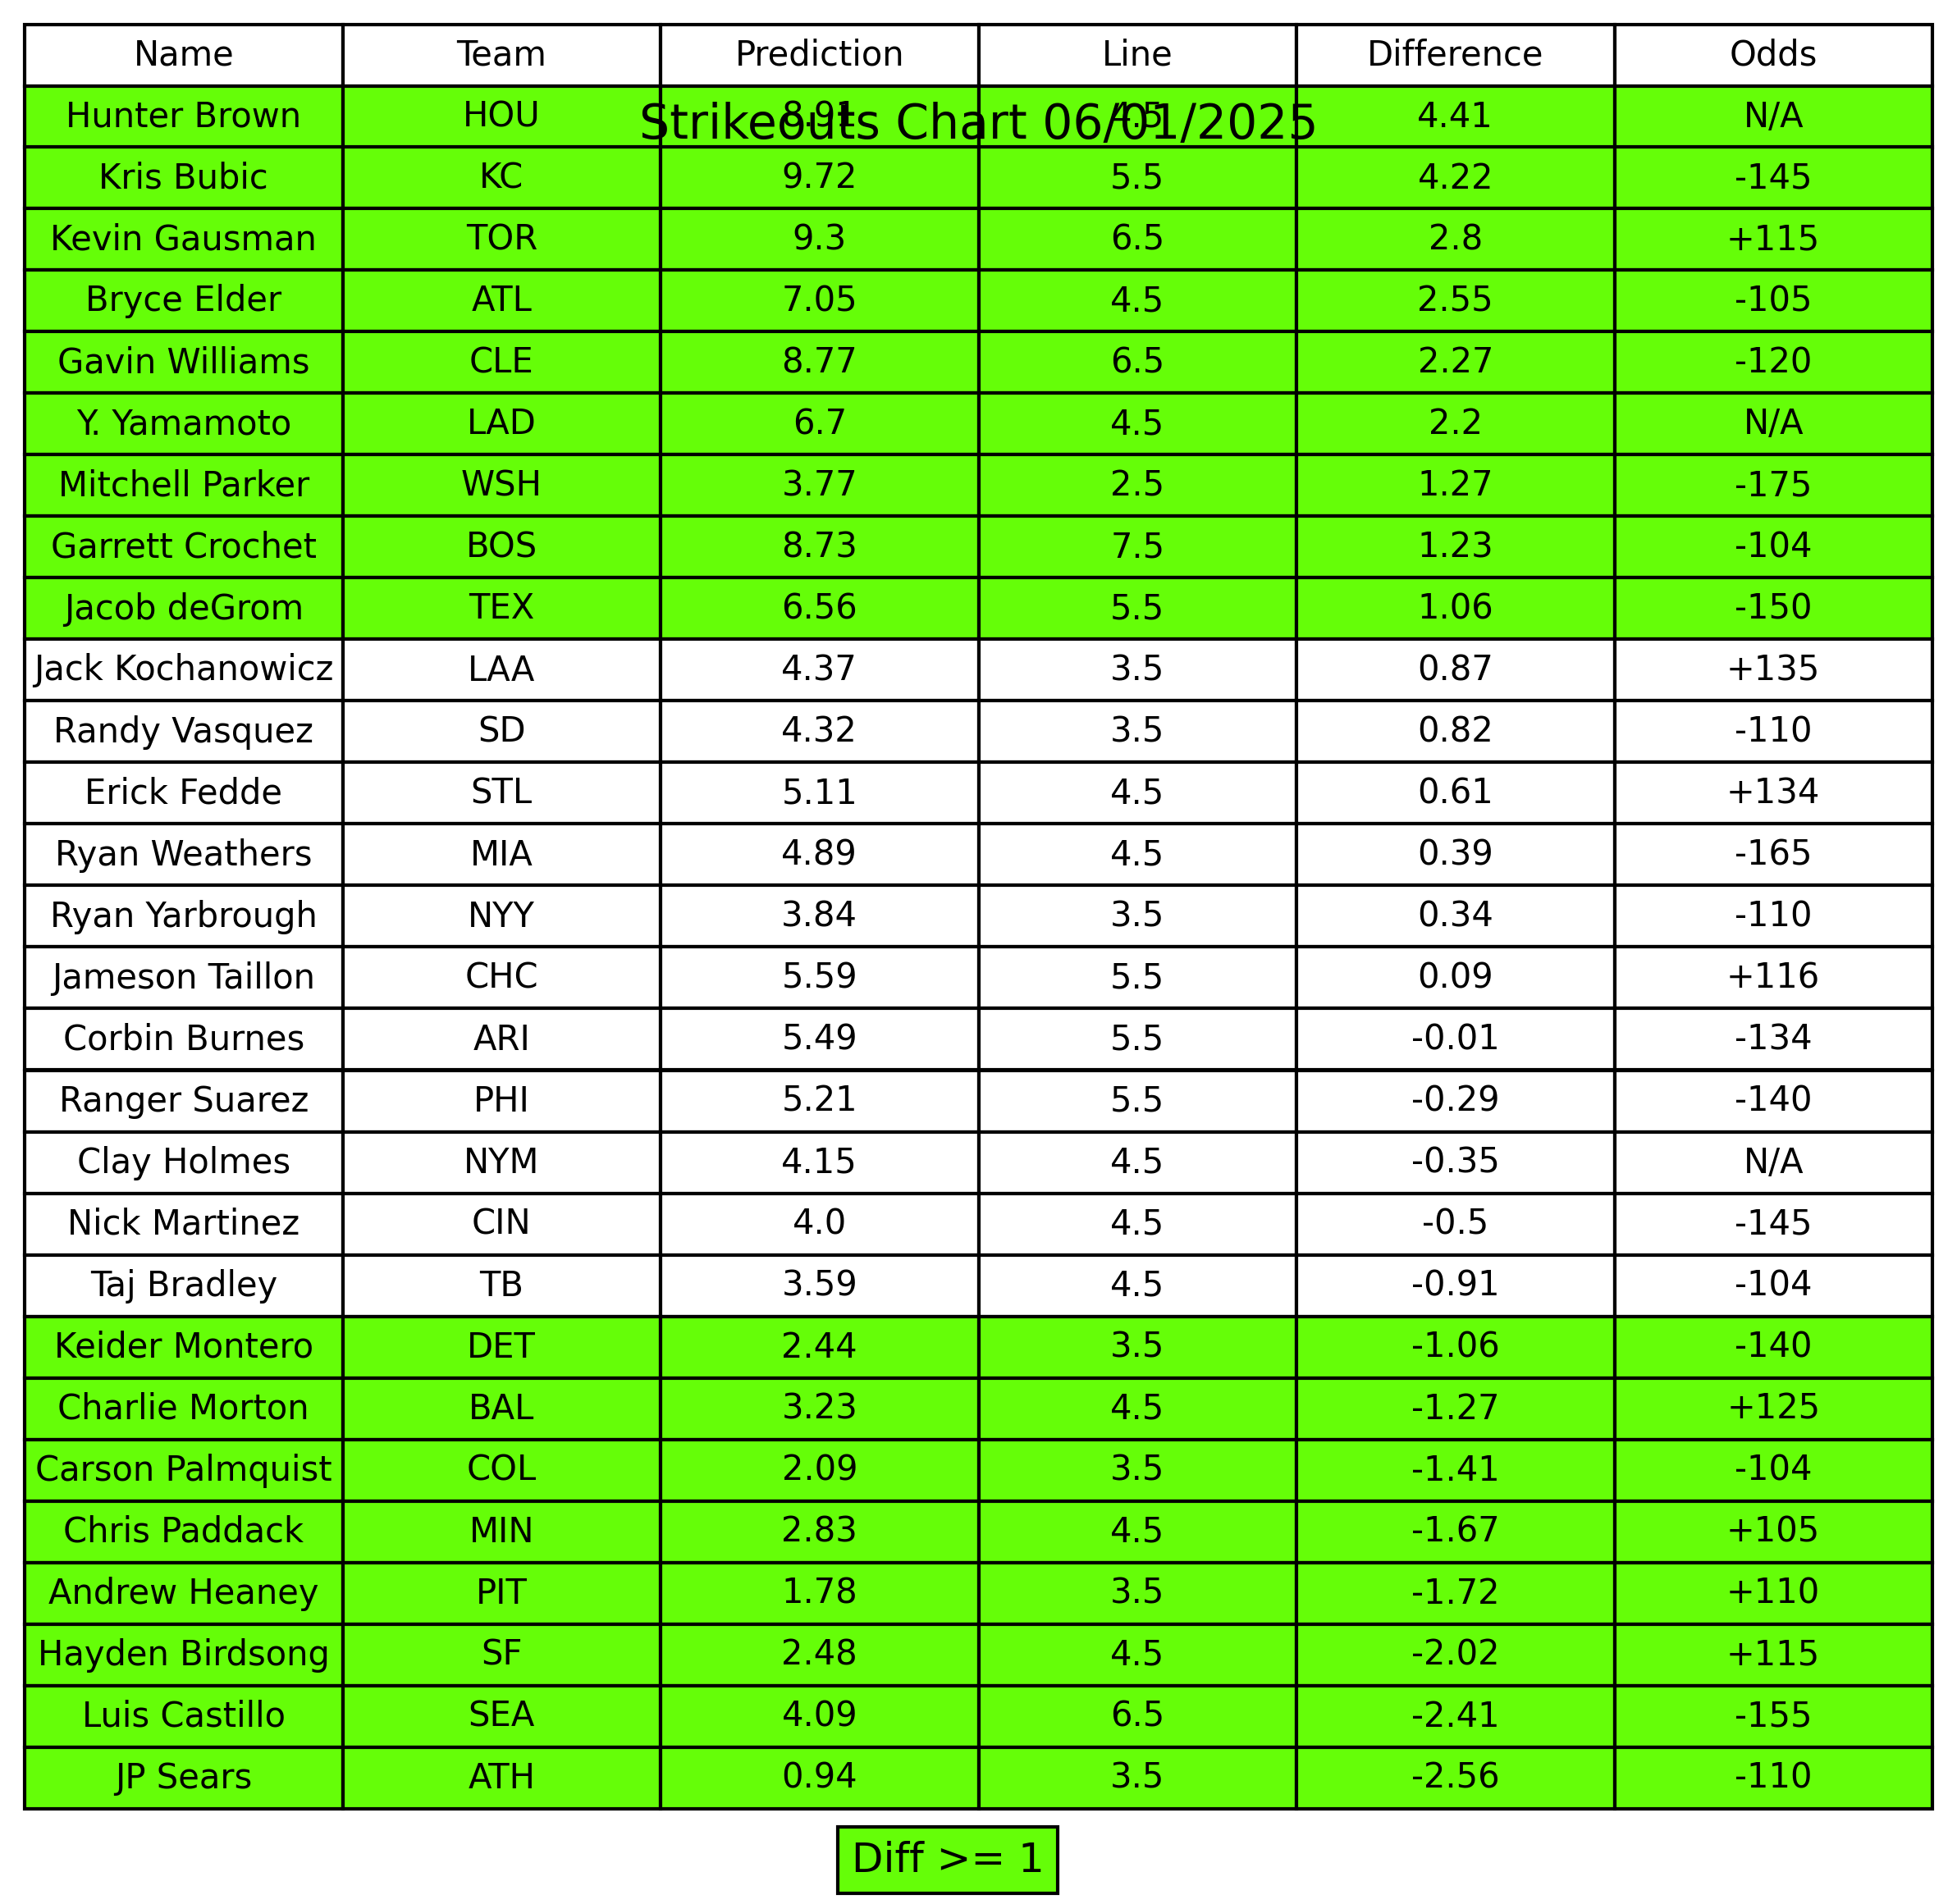 Name Team Prediction Line Difference Odds
Hunter Brown HOU 8.91 4.5 4.41 N/A
Strikeouts Chart 06/01/2025
Kris Bubic KC 9.72 5.5 4.22 -145
Kevin Gausman TOR 9.3 6.5 2.8 +115
Bryce Elder ATL 7.05 4.5 2.55 -105
Gavin Williams CLE 8.77 6.5 2.27 -120
Y. Yamamoto LAD 6.7 4.5 2.2 N/A
Mitchell Parker WSH 3.77 2.5 1.27 -175
Garrett Crochet BOS 8.73 7.5 1.23 -104
Jacob deGrom TEX 6.56 5.5 1.06 -150
Jack Kochanowicz LAA 4.37 3.5 0.87 +135
Randy Vasquez SD 4.32 3.5 0.82 -110
Erick Fedde STL 5.11 4.5 0.61 +134
Ryan Weathers MIA 4.89 4.5 0.39 -165
Ryan Yarbrough NYY 3.84 3.5 0.34 -110
Jameson Taillon CHC 5.59 5.5 0.09 +116
Corbin Burnes ARI 5.49 5.5 -0.01 -134
Ranger Suarez PHI 5.21 5.5 -0.29 -140
Clay Holmes NYM 4.15 4.5 -0.35 N/A
Nick Martinez CIN 4.0 4.5 -0.5 -145
Taj Bradley TB 3.59 4.5 -0.91 -104
Keider Montero DET 2.44 3.5 -1.06 -140
Charlie Morton BAL 3.23 4.5 -1.27 +125
Carson Palmquist COL 2.09 3.5 -1.41 -104
Chris Paddack MIN 2.83 4.5 -1.67 +105
Andrew Heaney PIT 1.78 3.5 -1.72 +110
Hayden Birdsong SF 2.48 4.5 -2.02 +115
Luis Castillo SEA 4.09 6.5 -2.41 -155
JP Sears ATH 0.94 3.5 -2.56 -110
Diff >= 1